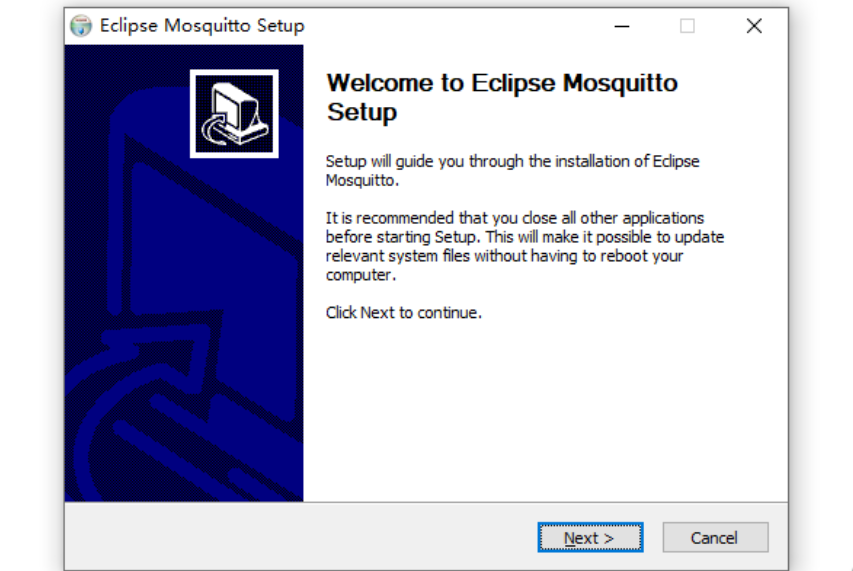 Eclipse Mosquitto Setup
Welcome to Eclipse Mosquitto
Setup
Setup will guide you through the installation of Eclipse
Mosquitto.
It is recommended that you close all other applications
before starting Setup. This will make it possible to update
relevant system files without having to reboot your
computer.
Click Next to continue.
Next >
Cancel